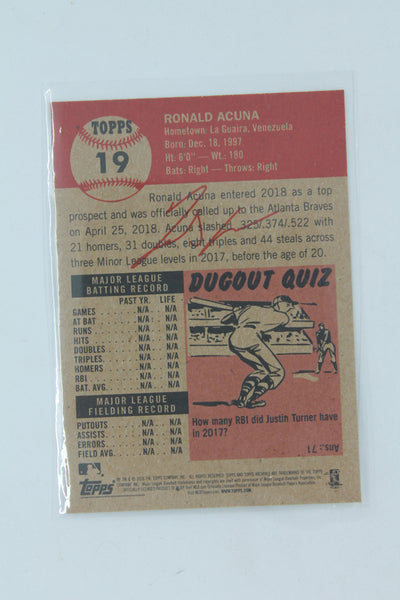 TOPPS
19
RONALD ACUNA
Hometown: La Guaira, Venezuela
Born: Dec. 18, 1997
Ht: 6'0" — Wt.: 180
Bats: Right — Throws: Right
Ronald Acuna entered 2018 as a top
prospect and was officially called up to the Atlanta Braves
on April 25, 2018. Acuna slashed .325/.374/.522 with
21 homers, 31 doubles, eight triples and 44 steals across
three Minor League levels in 2017, before the age of 20.
MAJOR LEAGUE
BATTING RECORD
PAST YR. LIFE
GAMES N/A N/A
AT BAT N/A N/A
RUNS N/A N/A
HITS N/A N/A
DOUBLES N/A N/A
TRIPLES N/A N/A
HOMERS N/A N/A
RBI N/A N/A
BAT. AVG. N/A N/A
MAJOR LEAGUE
FIELDING RECORD
PUTOUTS N/A N/A
ASSISTS N/A N/A
ERRORS N/A N/A
FIELD AVG. N/A N/A
DUGOUT QUIZ
How many RBI did Justin Turner have
in 2017?
Ans.: 71
Topps
WWW.TOPPS.COM